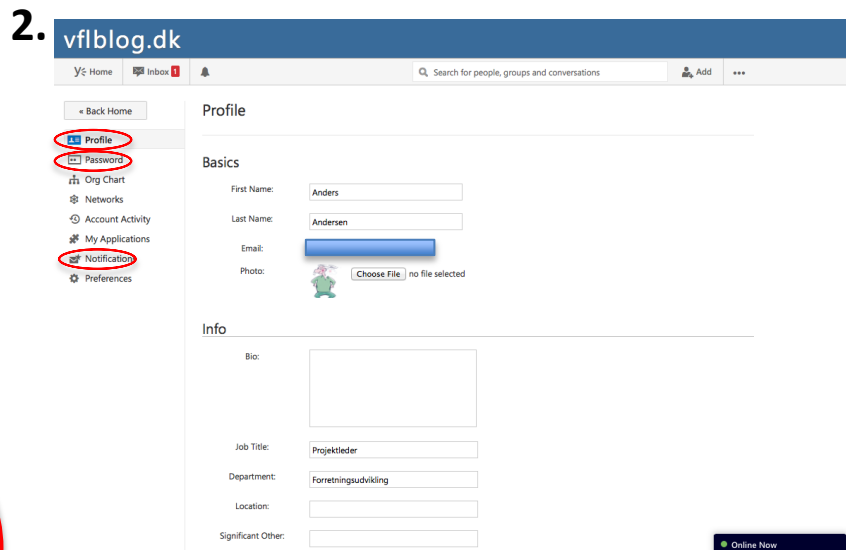 2.
vflblog.dk
Home Inbox 1 Search for people, groups and conversations Add
« Back Home
Profile
Password
Org Chart
Networks
Account Activity
My Applications
Notification
Preferences
Profile
Basics
First Name: Anders
Last Name: Andersen
Email:
Photo: Choose File no file selected
Info
Bio:
Job Title: Projektleder
Department: Forretningsudvikling
Location:
Significant Other:
Online Now